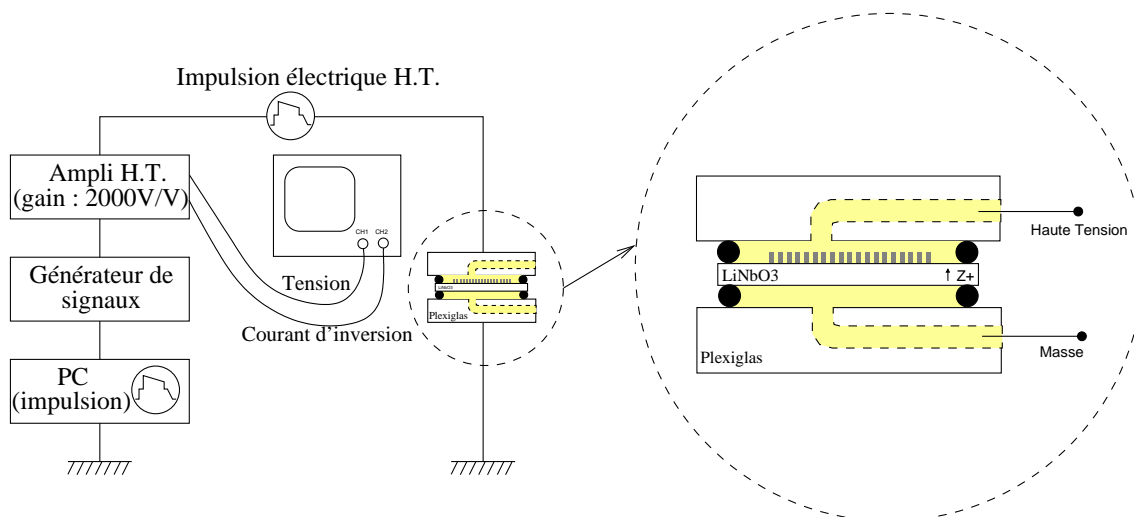 Impulsion électrique H.T.
Ampli H.T.
(gain : 2000V/V)
CH1
CH2
Générateur de
signaux
Tension
Courant d'inversion
PC
(impulsion)
LiNbO3
Plexiglas
Haute Tension
LiNbO3
Z+
Plexiglas
Masse